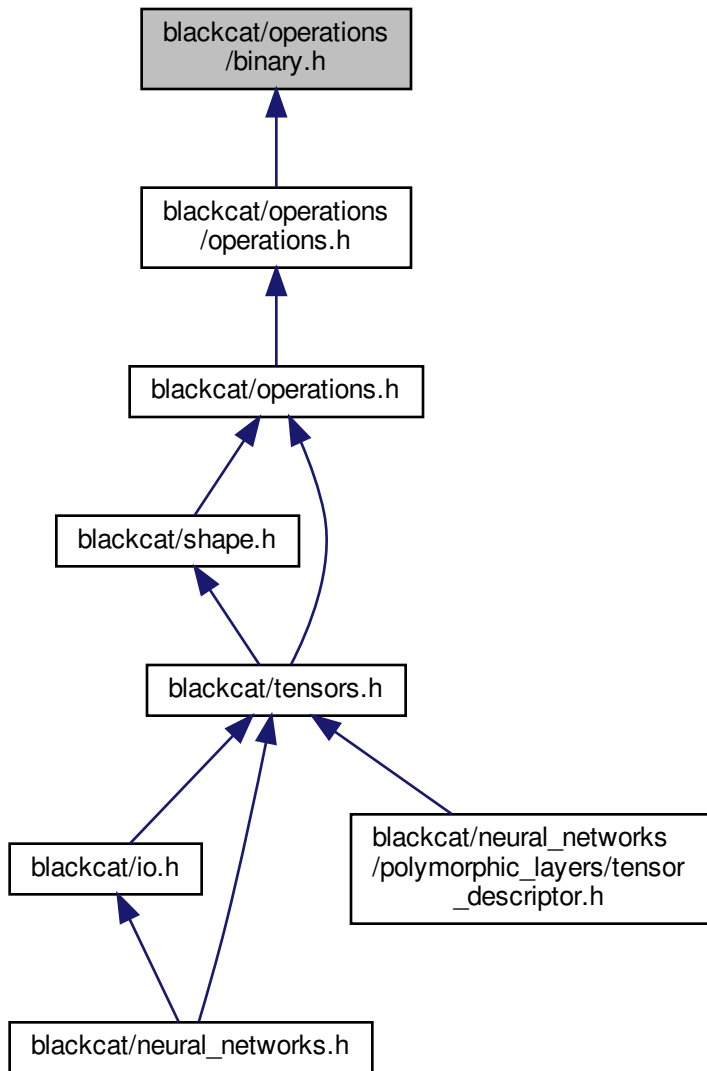 blackcat/operations
/binary.h
blackcat/operations
/operations.h
blackcat/operations.h
blackcat/shape.h
blackcat/tensors.h
blackcat/io.h
blackcat/neural_networks
/polymorphic_layers/tensor
_descriptor.h
blackcat/neural_networks.h